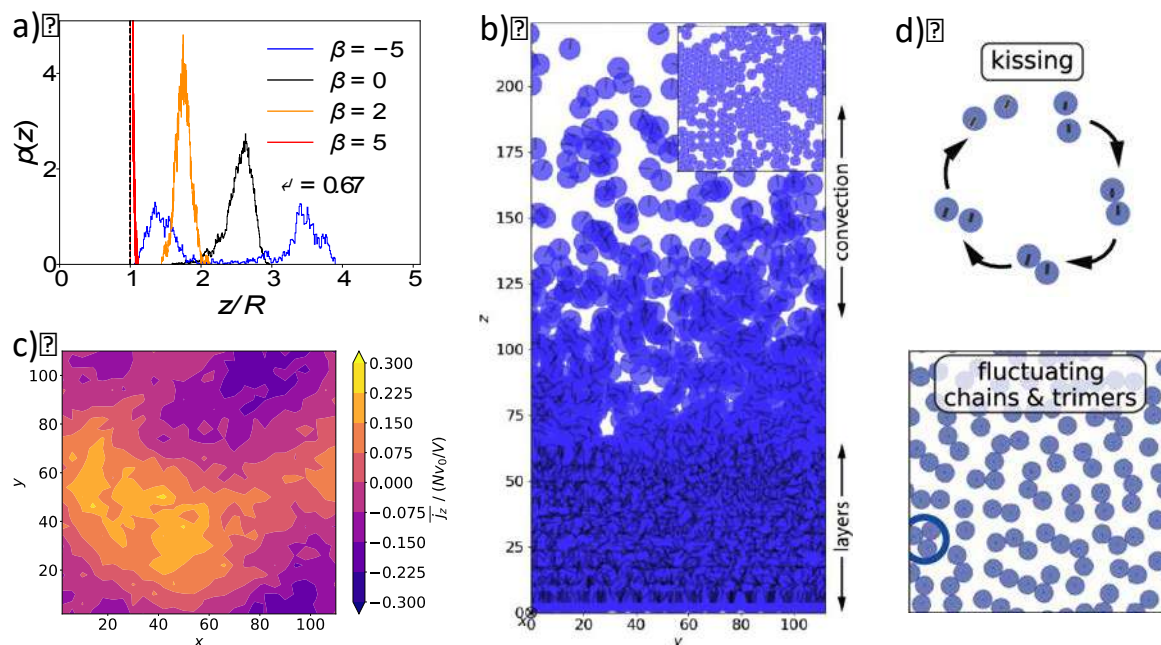 a)
p(z)
4
2
0
0
1
2
3
4
5
z/R
β = −5
β = 0
β = 2
β = 5
= 0.67
b)
z
200
175
150
125
100
75
50
25
0
x
0
20
40
60
80
100
y
convection
layers
c)
y
100
80
60
40
20
20
40
60
80
100
x
0.300
0.225
0.150
0.075
0.000
−0.075
−0.150
−0.225
−0.300
j_z / (Nv₀/V)
d)
kissing
fluctuating
chains & trimers